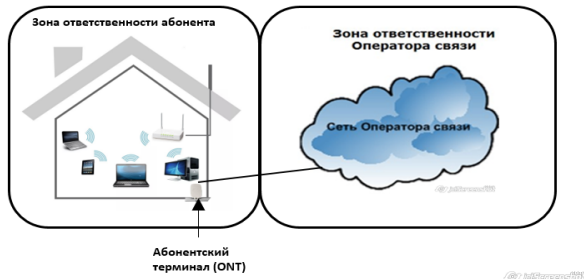 Зона ответственности абонента
Зона ответственности
Оператора связи
Сеть Оператора связи
Абонентский
терминал (ONT)